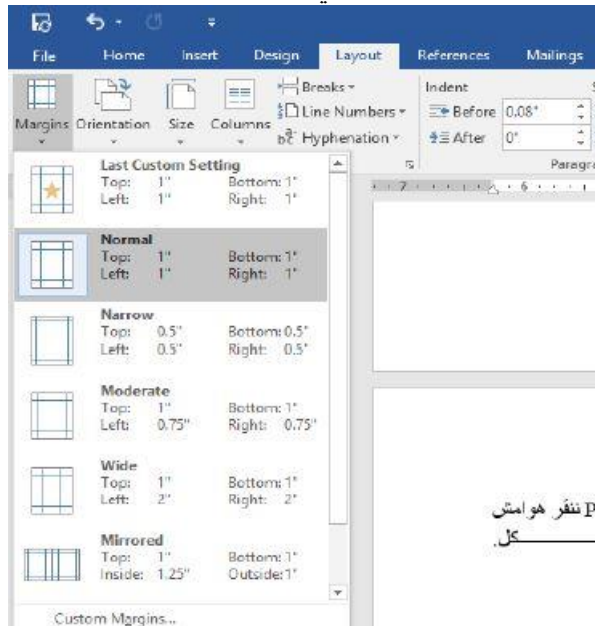 File Home Insert Design Layout References Mailings
Margins Orientation Size Columns Breaks Line Numbers Hyphenation
Indent
Before 0.08"
After 0"
Paragr
7 6
Last Custom Setting
Top: 1" Bottom: 1"
Left: 1" Right: 1"
Normal
Top: 1" Bottom: 1"
Left: 1" Right: 1"
Narrow
Top: 0.5" Bottom: 0.5"
Left: 0.5" Right: 0.5"
Moderate
Top: 1" Bottom: 1"
Left: 0.75" Right: 0.75"
Wide
Top: 1" Bottom: 1"
Left: 2" Right: 2"
Mirrored
Top: 1" Bottom: 1"
Inside: 1.25" Outside: 1"
Custom Margins...
P ننقر هوامش
كل.